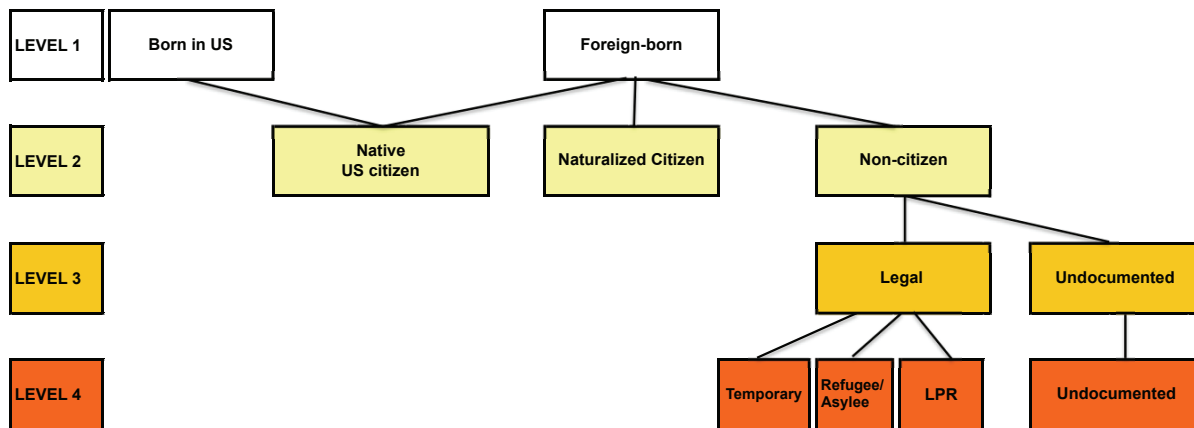 LEVEL 1
Born in US
Foreign-born
LEVEL 2
Native
US citizen
Naturalized Citizen
Non-citizen
LEVEL 3
Legal
Undocumented
LEVEL 4
Temporary
Refugee/
Asylee
LPR
Undocumented